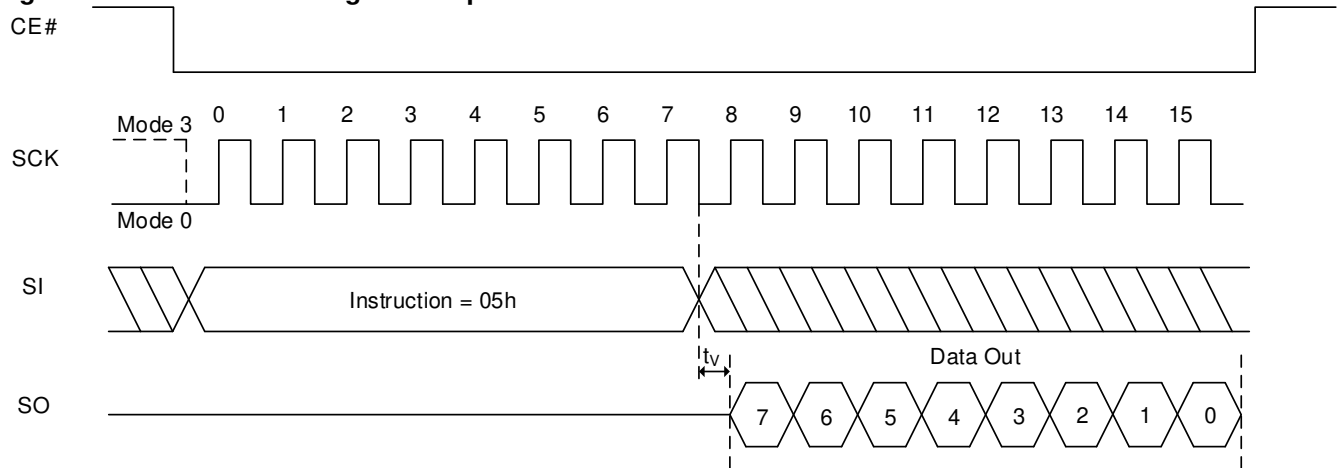 CE#
Mode 3
0 1 2 3 4 5 6 7 8 9 10 11 12 13 14 15
SCK
Mode 0
SI
Instruction = 05h
tV
Data Out
SO
7 6 5 4 3 2 1 0